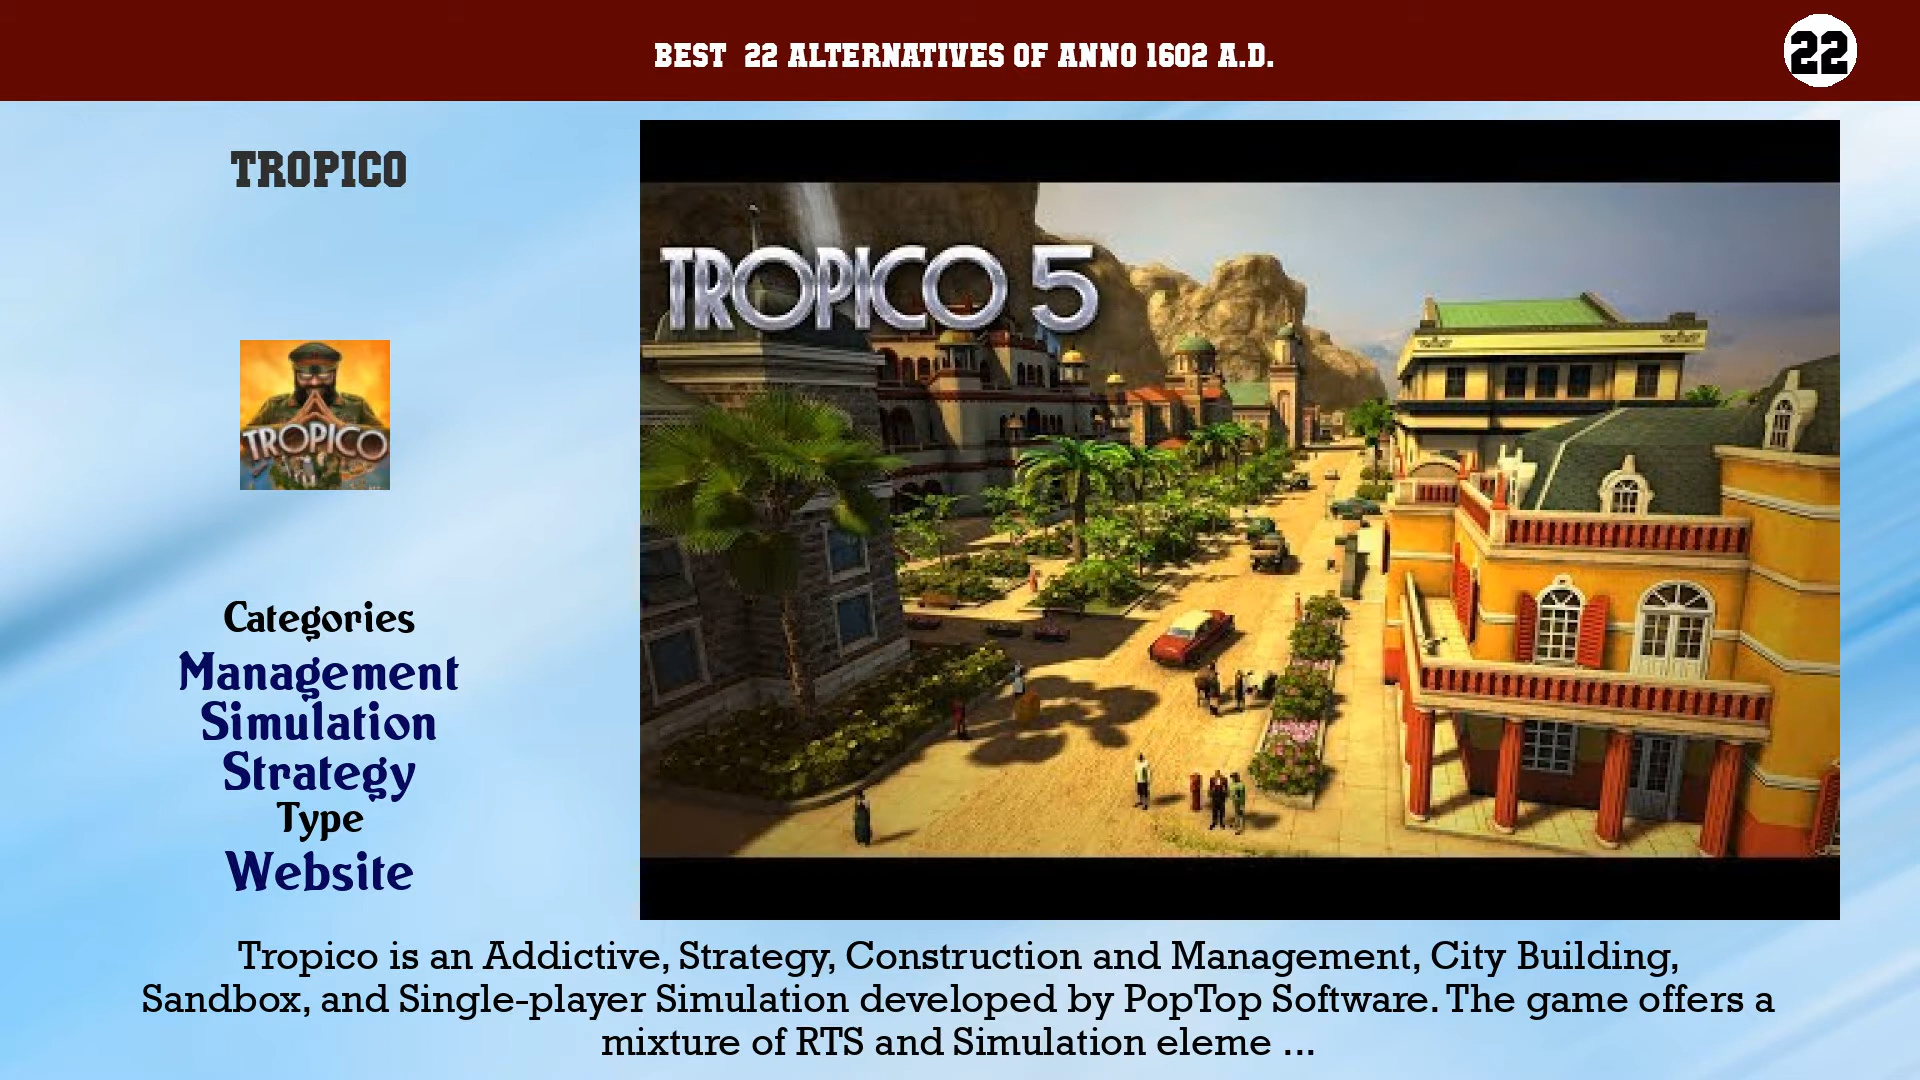 BEST 22 ALTERNATIVES OF ANNO 1602 A.D.
22
TROPICO
TROPICO 5
TROPICO
Categories
Management
Simulation
Strategy
Type
Website
Tropico is an Addictive, Strategy, Construction and Management, City Building,
Sandbox, and Single-player Simulation developed by PopTop Software. The game offers a
mixture of RTS and Simulation eleme ...